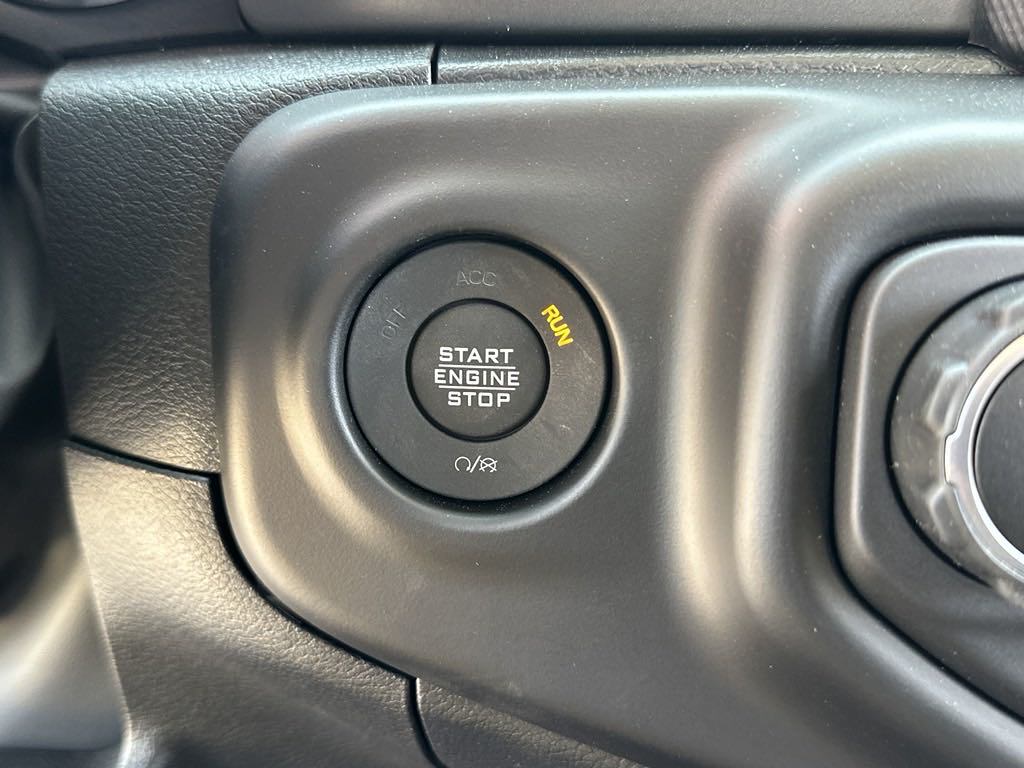 ACC
OFF
RUN
START
ENGINE
STOP